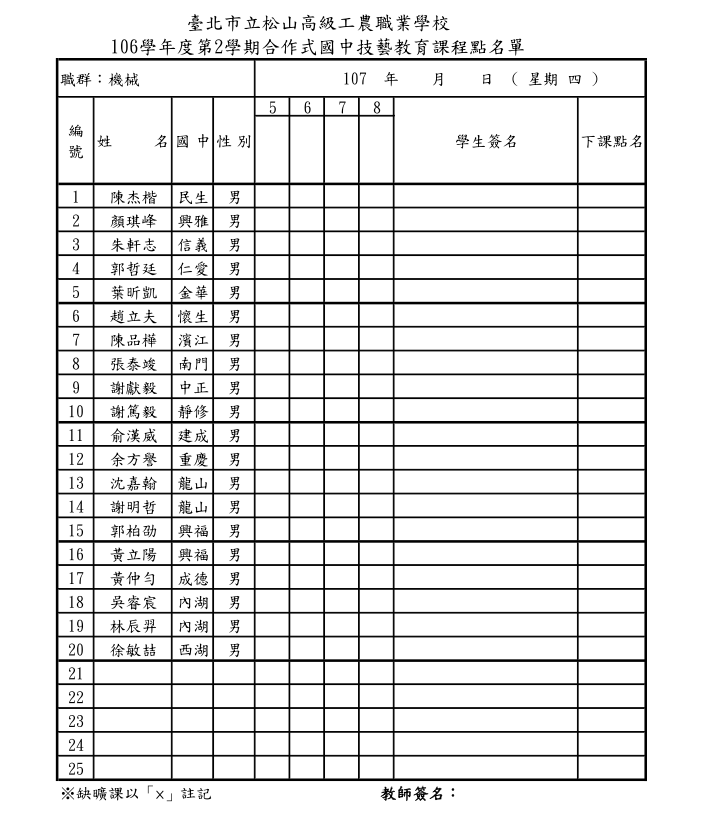 臺北市立松山高級工農職業學校
106學年度第2學期合作式國中技藝教育課程點名單
職群：機械 107 年 月 日 ( 星期 四 )
編號 姓 名 國 中 性 別 5 6 7 8 學生簽名 下課點名
1 陳杰楷 民生 男
2 顏琪峰 興雅 男
3 朱軒志 信義 男
4 郭哲廷 仁愛 男
5 葉昕凱 金華 男
6 趙立夫 懷生 男
7 陳品樺 濱江 男
8 張泰竣 南門 男
9 謝獻毅 中正 男
10 謝篤毅 靜修 男
11 俞漢威 建成 男
12 余方譽 重慶 男
13 沈嘉翰 龍山 男
14 謝明哲 龍山 男
15 郭柏劭 興福 男
16 黃立陽 興福 男
17 黃仲勻 成德 男
18 吳睿宸 內湖 男
19 林辰羿 內湖 男
20 徐敏喆 西湖 男
21
22
23
24
25
※缺曠課以「×」註記 教師簽名：